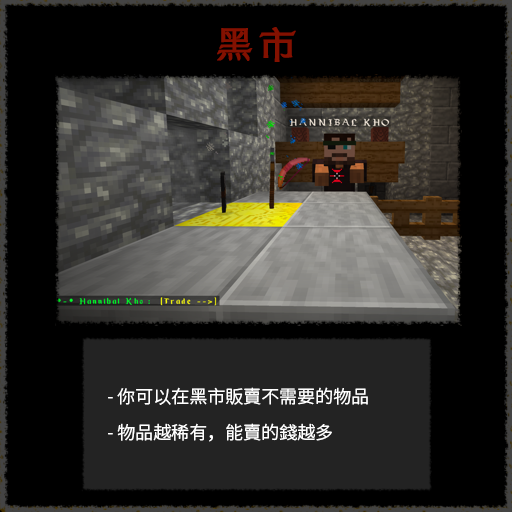 黑市
HANNIBAL KHO
*-* Hannibal Kho: [Trade -->]
- 你可以在黑市販賣不需要的物品
- 物品越稀有，能賣的錢越多